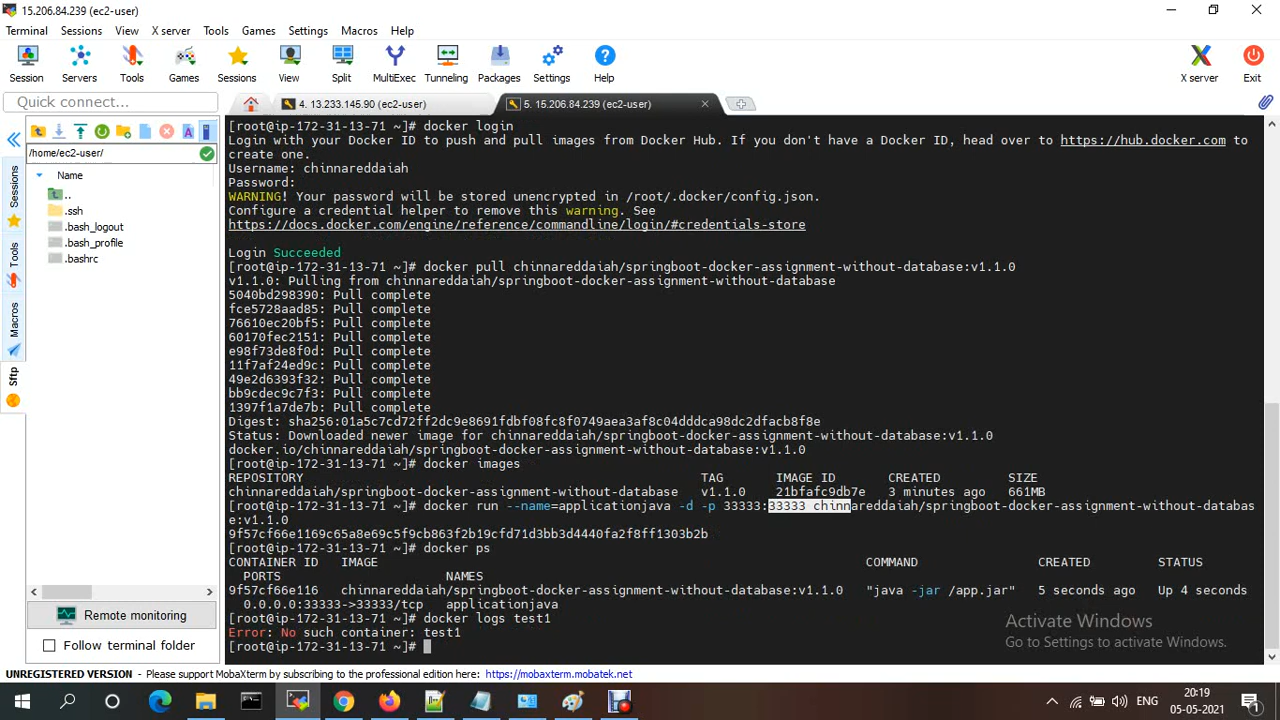 15.206.84.239 (ec2-user)
Terminal Sessions View X server Tools Games Settings Macros Help
Session Servers Tools Games Sessions View Split MultiExec Tunneling Packages Settings Help X server Exit
Quick connect...
4. 13.233.145.90 (ec2-user)
5. 15.206.84.239 (ec2-user)
/home/ec2-user/
Name
..
.ssh
.bash_logout
.bash_profile
.bashrc
Sessions
Tools
Macros
Sftp
Remote monitoring
Follow terminal folder
[root@ip-172-31-13-71 ~]# docker login
Login with your Docker ID to push and pull images from Docker Hub. If you don't have a Docker ID, head over to https://hub.docker.com to
create one.
Username: chinnareddaiah
Password:
WARNING! Your password will be stored unencrypted in /root/.docker/config.json.
Configure a credential helper to remove this warning. See
https://docs.docker.com/engine/reference/commandline/login/#credentials-store
Login Succeeded
[root@ip-172-31-13-71 ~]# docker pull chinnareddaiah/springboot-docker-assignment-without-database:v1.1.0
v1.1.0: Pulling from chinnareddaiah/springboot-docker-assignment-without-database
5040bd298390: Pull complete
fce5728aad85: Pull complete
76610ec20bf5: Pull complete
60170fec2151: Pull complete
e98f73de8f0d: Pull complete
11f7af24ed9c: Pull complete
49e2d6393f32: Pull complete
bb9cdec9c7f3: Pull complete
1397f1a7de7b: Pull complete
Digest: sha256:01a5c7cd72ff2dc9e8691fdbf08fc8f0749aea3af8c04dddca98dc2dfacb8f8e
Status: Downloaded newer image for chinnareddaiah/springboot-docker-assignment-without-database:v1.1.0
docker.io/chinnareddaiah/springboot-docker-assignment-without-database:v1.1.0
[root@ip-172-31-13-71 ~]# docker images
REPOSITORY TAG IMAGE ID CREATED SIZE
chinnareddaiah/springboot-docker-assignment-without-database v1.1.0 21bfafc9db7e 3 minutes ago 661MB
[root@ip-172-31-13-71 ~]# docker run --name=applicationjava -d -p 33333:33333 chinnareddaiah/springboot-docker-assignment-without-databas
e:v1.1.0
9f57cf66e1169c65a8e69c5f9cb863f2b19cfd71d3bb3d4440fa2f8ff1303b2b
[root@ip-172-31-13-71 ~]# docker ps
CONTAINER ID IMAGE COMMAND CREATED STATUS
PORTS NAMES
9f57cf66e116 chinnareddaiah/springboot-docker-assignment-without-database:v1.1.0 "java -jar /app.jar" 5 seconds ago Up 4 seconds
0.0.0.0:33333->33333/tcp applicationjava
[root@ip-172-31-13-71 ~]# docker logs test1
Error: No such container: test1
[root@ip-172-31-13-71 ~]#
Activate Windows
Go to Settings to activate Windows.
UNREGISTERED VERSION - Please support MobaXterm by subscribing to the professional edition here: https://mobaxterm.mobatek.net
ENG
20:19
05-05-2021
1